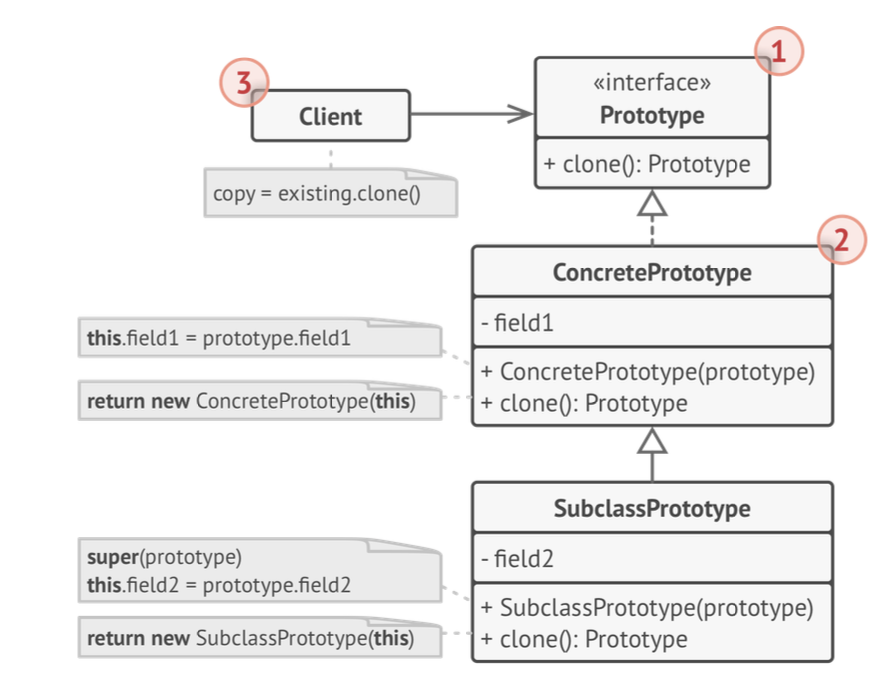 1
3
«interface»
Prototype
Client
+ clone(): Prototype
copy = existing.clone()
2
ConcretePrototype
- field1
this.field1 = prototype.field1
+ ConcretePrototype(prototype)
return new ConcretePrototype(this)
+ clone(): Prototype
SubclassPrototype
- field2
super(prototype)
this.field2 = prototype.field2
+ SubclassPrototype(prototype)
return new SubclassPrototype(this)
+ clone(): Prototype